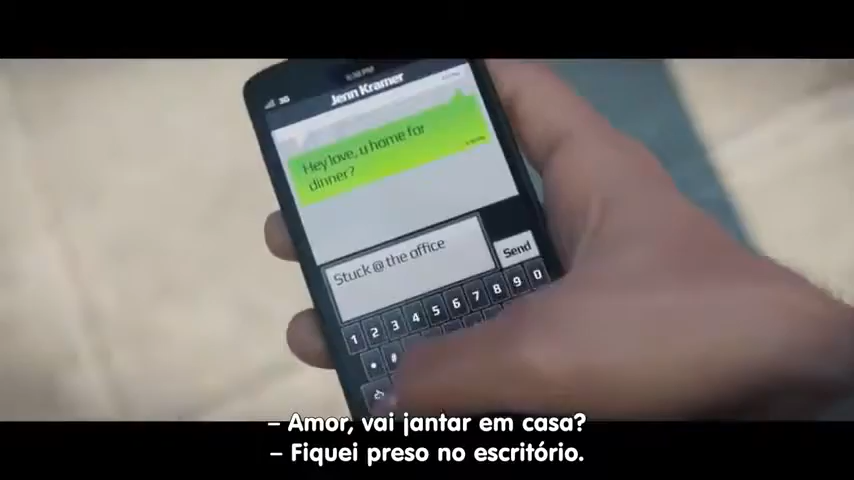 3G
Jenn Kramer
Hey love, u home for
dinner?
Stuck @ the office
Send
1 2 3 4 5 6 7 8 9 0
#
– Amor, vai jantar em casa?
– Fiquei preso no escritório.